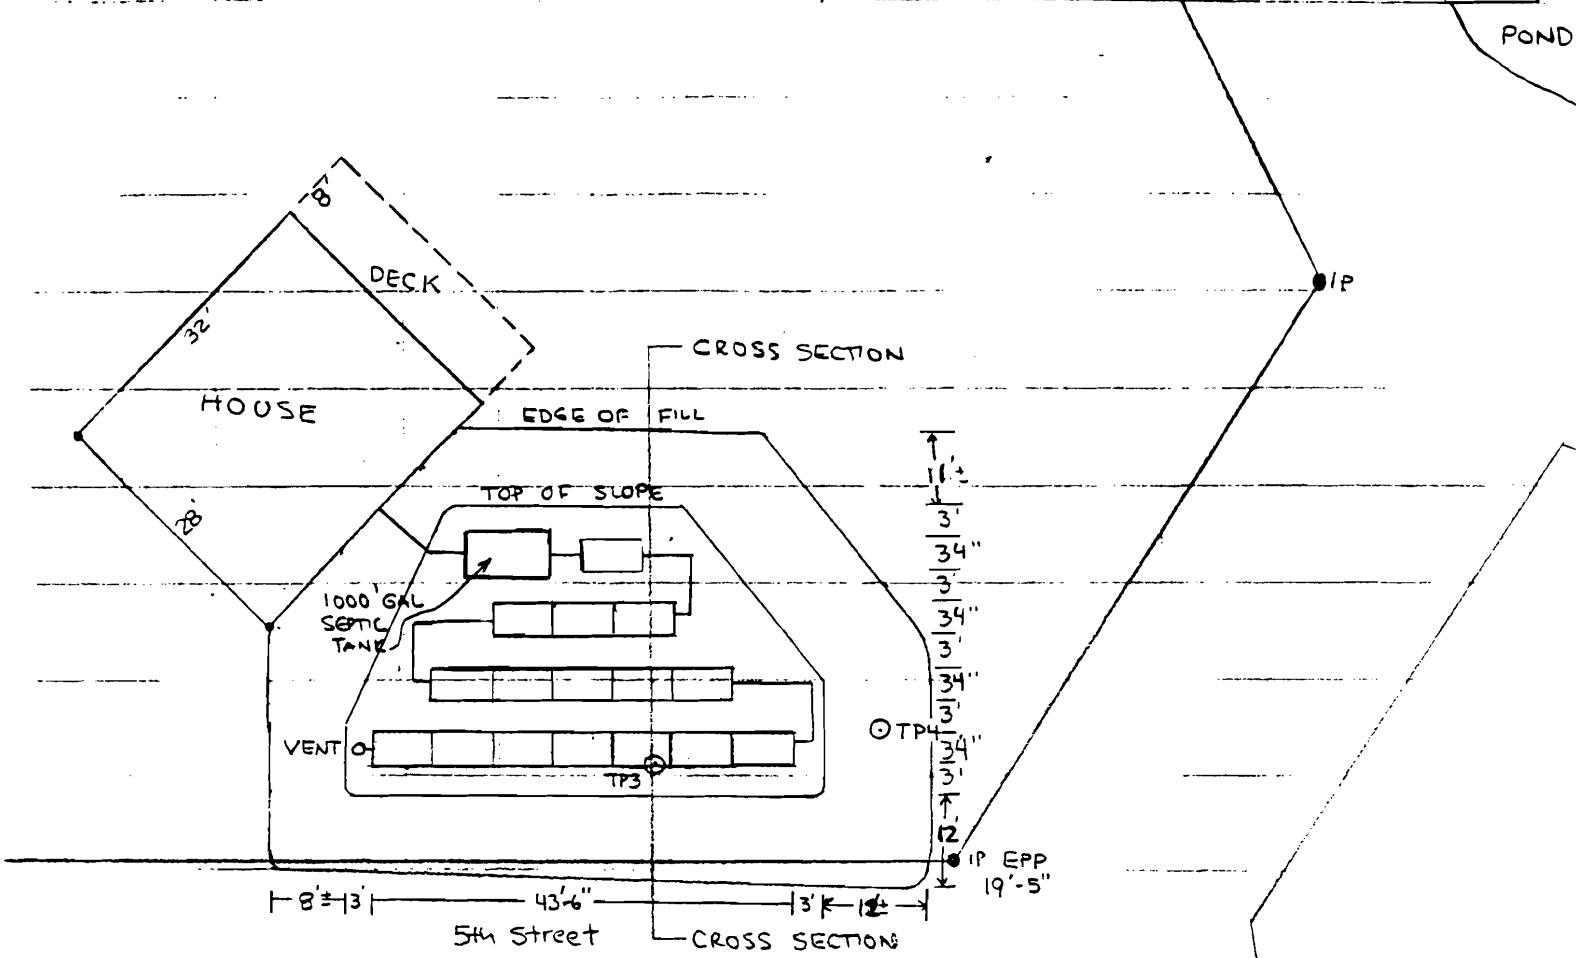 POND
8'
DECK
IP
32'
CROSS SECTION
HOUSE
EDGE OF FILL
11'±
TOP OF SLOPE
28'
3'
34"
3'
34"
3'
34"
3'
34"
3'
1000 GAL
SEPTIC
TANK
VENT
TP4
TP3
12'
IP EPP
19'-5"
8'± 3' 43'-6" 3'
5th Street
CROSS SECTION